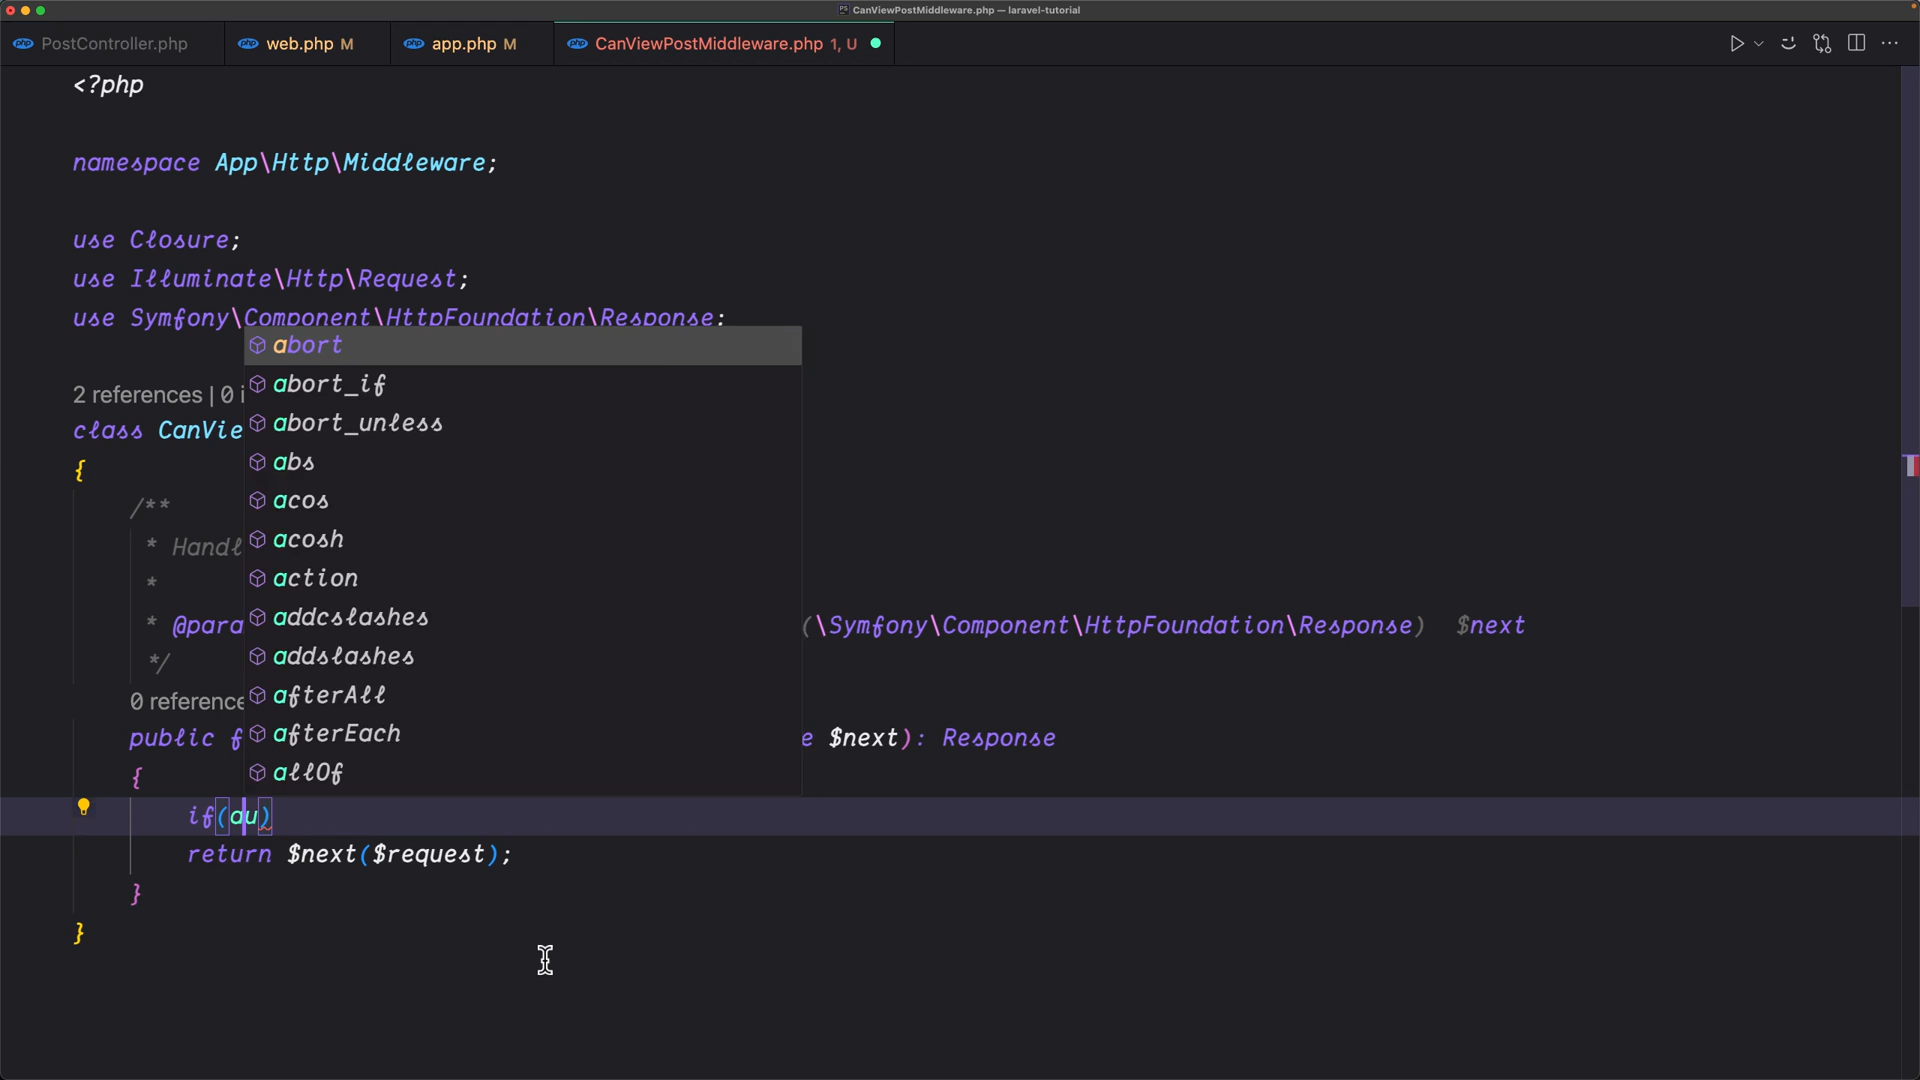 CanViewPostMiddleware.php — laravel-tutorial
PostController.php web.php M app.php M CanViewPostMiddleware.php 1, U
<?php
namespace App\Http\Middleware;
use Closure;
use Illuminate\Http\Request;
use Symfony\Component\HttpFoundation\Response;
abort
2 references | 0 i abort_if
abort_unless
class CanVie
{ abs
/** acos
* Handl acosh
* action
addcslashes
* @para (\Symfony\Component\HttpFoundation\Response) $next
*/ addslashes
0 reference afterAll
public f afterEach e $next): Response
{ allOf
if(au)
return $next($request);
}
}